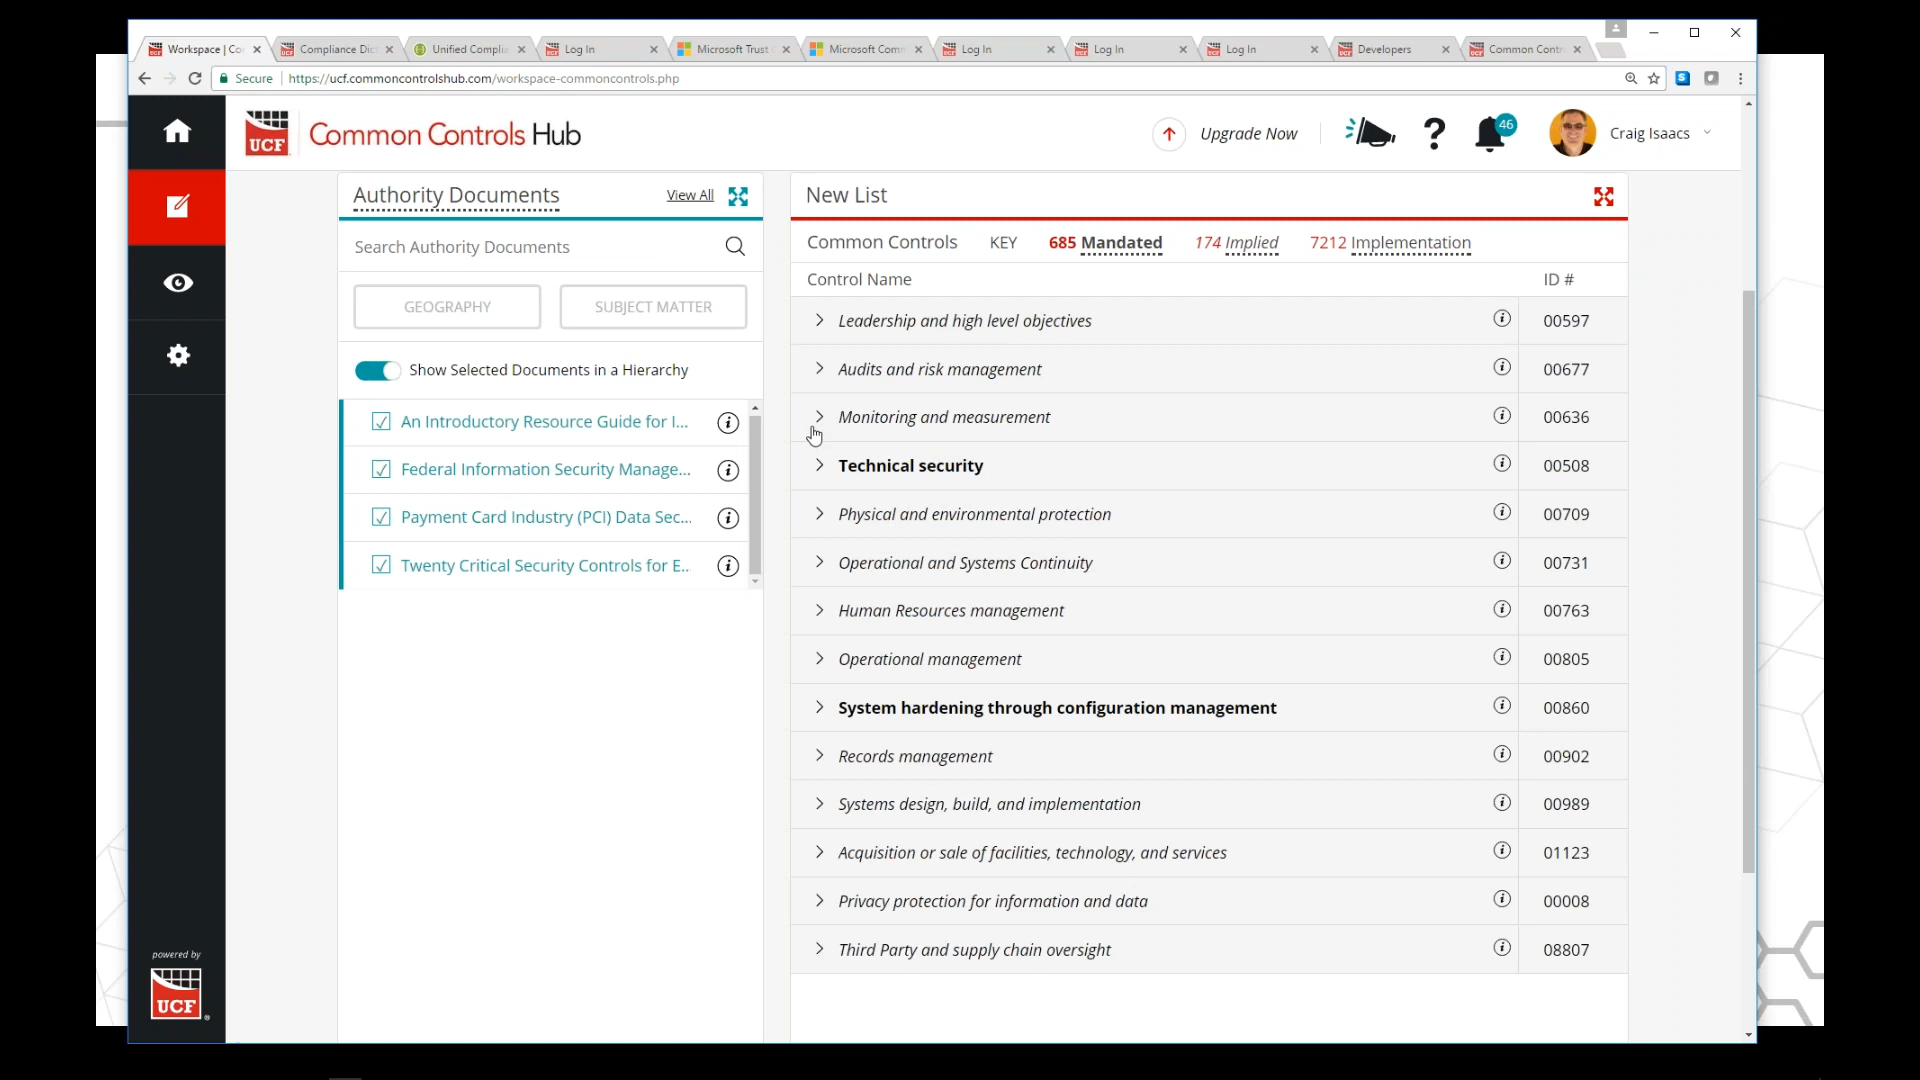 Workspace | Co
Compliance Dic
Unified Complia
Log In
Microsoft Trust
Microsoft Com
Log In
Log In
Log In
Developers
Common Contr
Secure
https://ucf.commoncontrolshub.com/workspace-commoncontrols.php
UCF
Common Controls Hub
Upgrade Now
46
Craig Isaacs
Authority Documents
View All
Search Authority Documents
GEOGRAPHY
SUBJECT MATTER
Show Selected Documents in a Hierarchy
An Introductory Resource Guide for I...
Federal Information Security Manage...
Payment Card Industry (PCI) Data Sec...
Twenty Critical Security Controls for E...
New List
Common Controls KEY 685 Mandated 174 Implied 7212 Implementation
Control Name ID #
Leadership and high level objectives 00597
Audits and risk management 00677
Monitoring and measurement 00636
Technical security 00508
Physical and environmental protection 00709
Operational and Systems Continuity 00731
Human Resources management 00763
Operational management 00805
System hardening through configuration management 00860
Records management 00902
Systems design, build, and implementation 00989
Acquisition or sale of facilities, technology, and services 01123
Privacy protection for information and data 00008
Third Party and supply chain oversight 08807
powered by
UCF